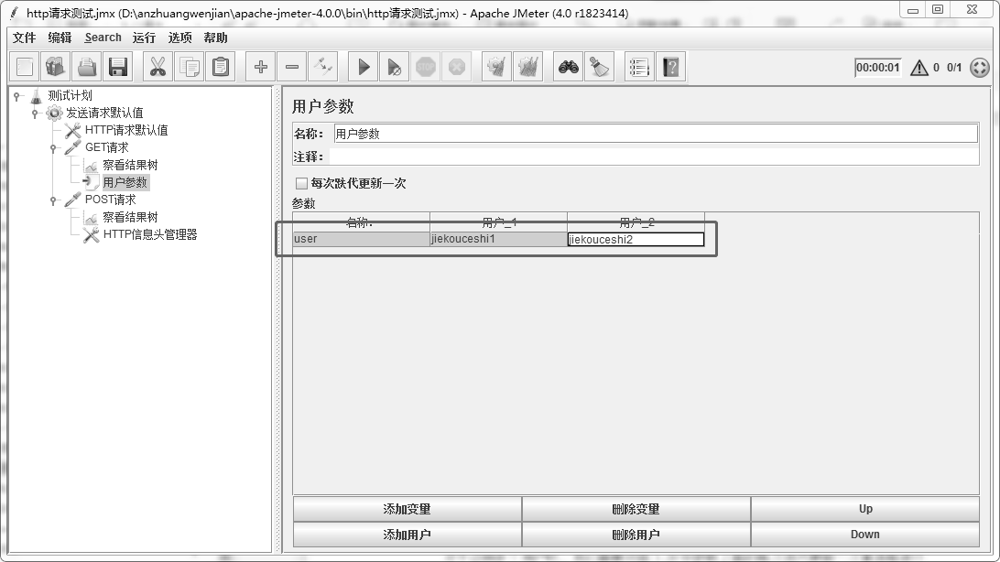 http请求测试.jmx (D:\anzhuangwenjian\apache-jmeter-4.0.0\bin\http请求测试.jmx) - Apache JMeter (4.0 r1823414)
文件 编辑 Search 运行 选项 帮助
STOP
00:00:01 0 0/1
测试计划
发送请求默认值
HTTP请求默认值
GET请求
察看结果树
用户参数
POST请求
察看结果树
HTTP信息头管理器
用户参数
名称： 用户参数
注释：
每次跌代更新一次
参数
名称： 用户_1 用户_2
user jiekouceshi1 jiekouceshi2
添加变量 删除变量 Up
添加用户 删除用户 Down